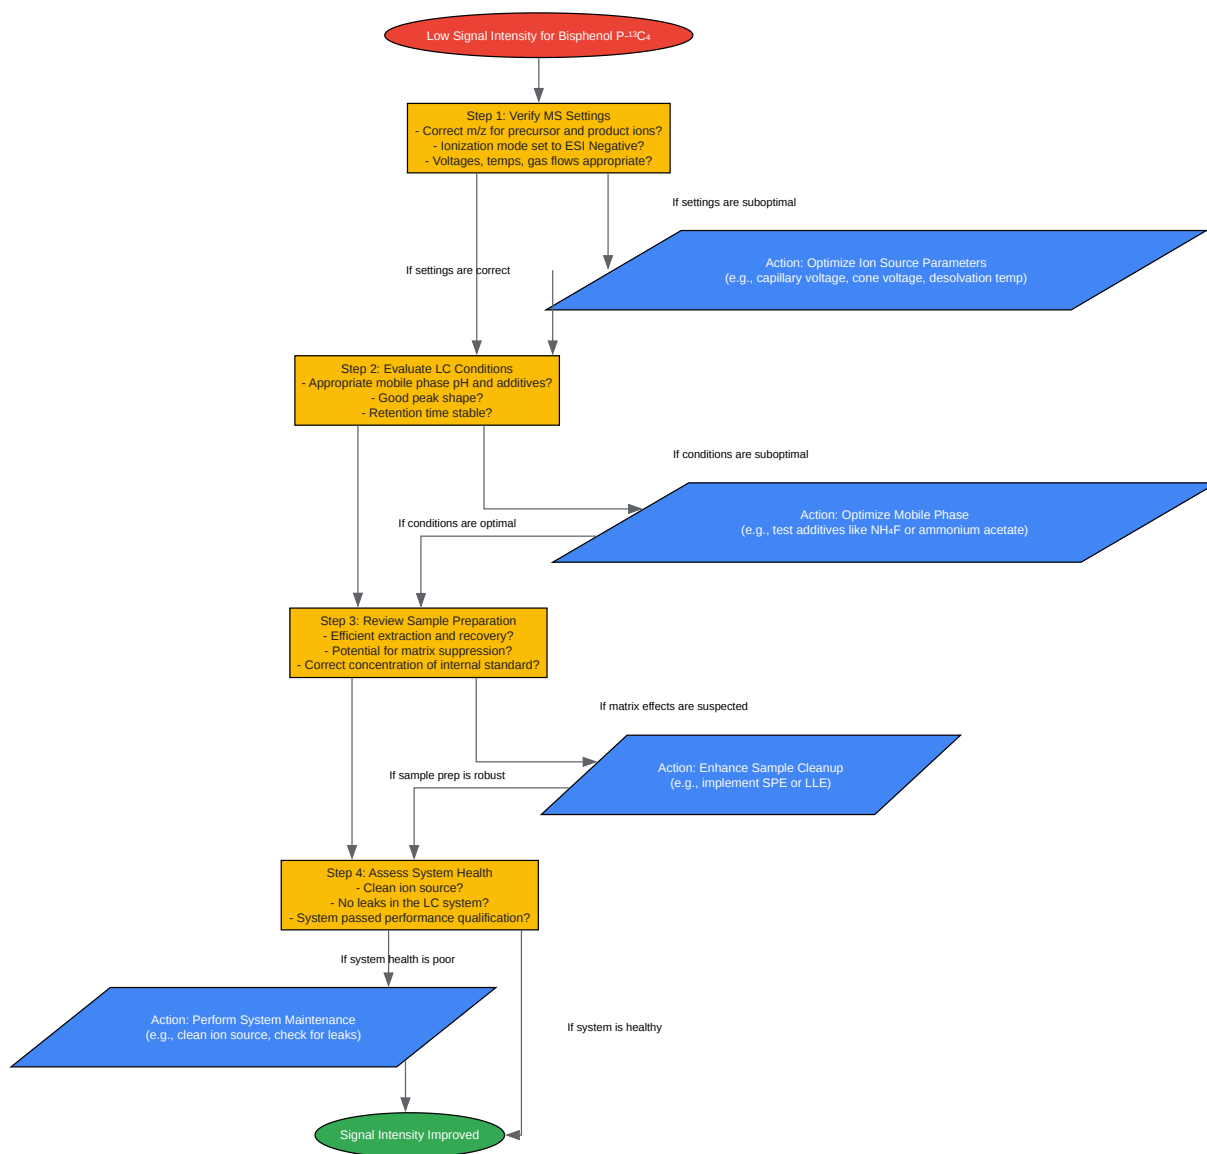 Low Signal Intensity for Bisphenol P-¹³C₄
Step 1: Verify MS Settings
- Correct m/z for precursor and product ions?
- Ionization mode set to ESI Negative?
- Voltages, temps, gas flows appropriate?
If settings are suboptimal
If settings are correct
Action: Optimize Ion Source Parameters
(e.g., capillary voltage, cone voltage, desolvation temp)
Step 2: Evaluate LC Conditions
- Appropriate mobile phase pH and additives?
- Good peak shape?
- Retention time stable?
If conditions are suboptimal
If conditions are optimal
Action: Optimize Mobile Phase
(e.g., test additives like NH₄F or ammonium acetate)
Step 3: Review Sample Preparation
- Efficient extraction and recovery?
- Potential for matrix suppression?
- Correct concentration of internal standard?
If matrix effects are suspected
If sample prep is robust
Action: Enhance Sample Cleanup
(e.g., implement SPE or LLE)
Step 4: Assess System Health
- Clean ion source?
- No leaks in the LC system?
- System passed performance qualification?
If system health is poor
Action: Perform System Maintenance
(e.g., clean ion source, check for leaks)
If system is healthy
Signal Intensity Improved